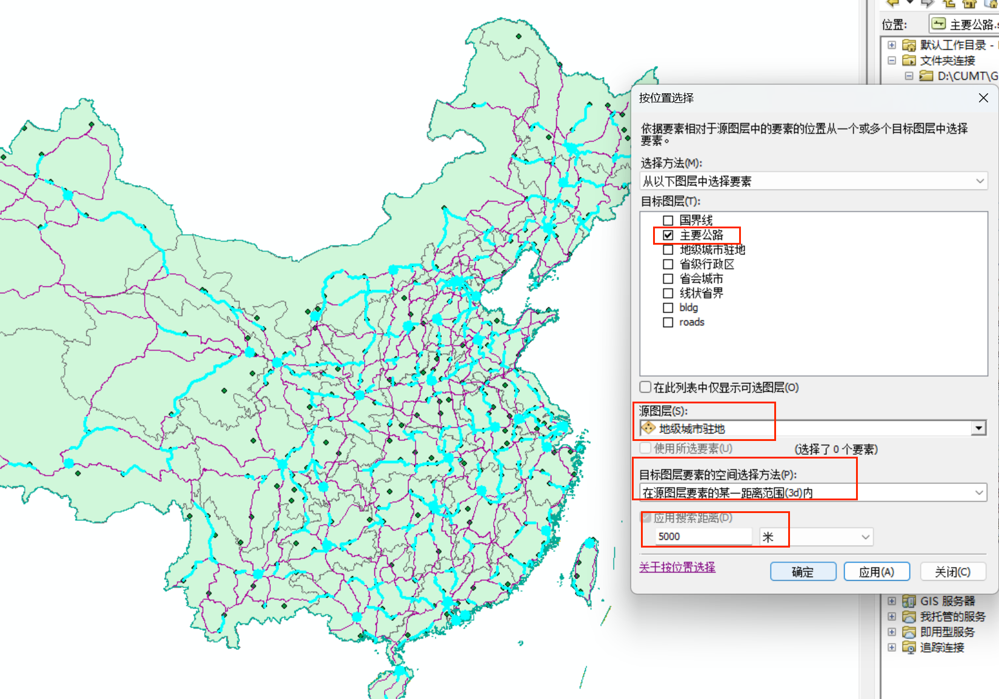 位置:
主要公路.s
默认工作目录 -
文件夹连接
D:\CUMT\G
按位置选择
依据要素相对于源图层中的要素的位置从一个或多个目标图层中选择
要素。
选择方法(M):
从以下图层中选择要素
目标图层(T):
国界线
主要公路
地级城市驻地
省级行政区
省会城市
线状省界
bldg
roads
在此列表中仅显示可选图层(O)
源图层(S):
地级城市驻地
使用所选要素(U)
(选择了 0 个要素)
目标图层要素的空间选择方法(P):
在源图层要素的某一距离范围(3d)内
应用搜索距离(D)
5000
米
关于按位置选择
确定
应用(A)
关闭(C)
GIS 服务器
我托管的服务
即用型服务
追踪连接